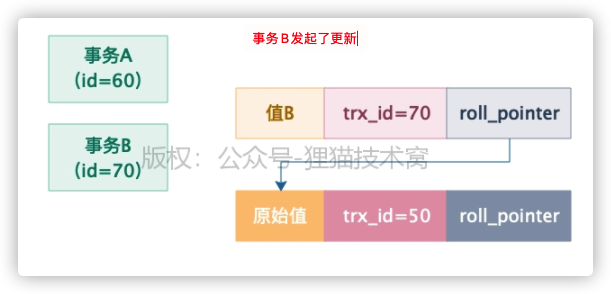 事务B发起了更新
事务A
（id=60）
事务B
（id=70）
值B trx_id=70 roll_pointer
版权：公众号-狸猫技术窝
原始值 trx_id=50 roll_pointer